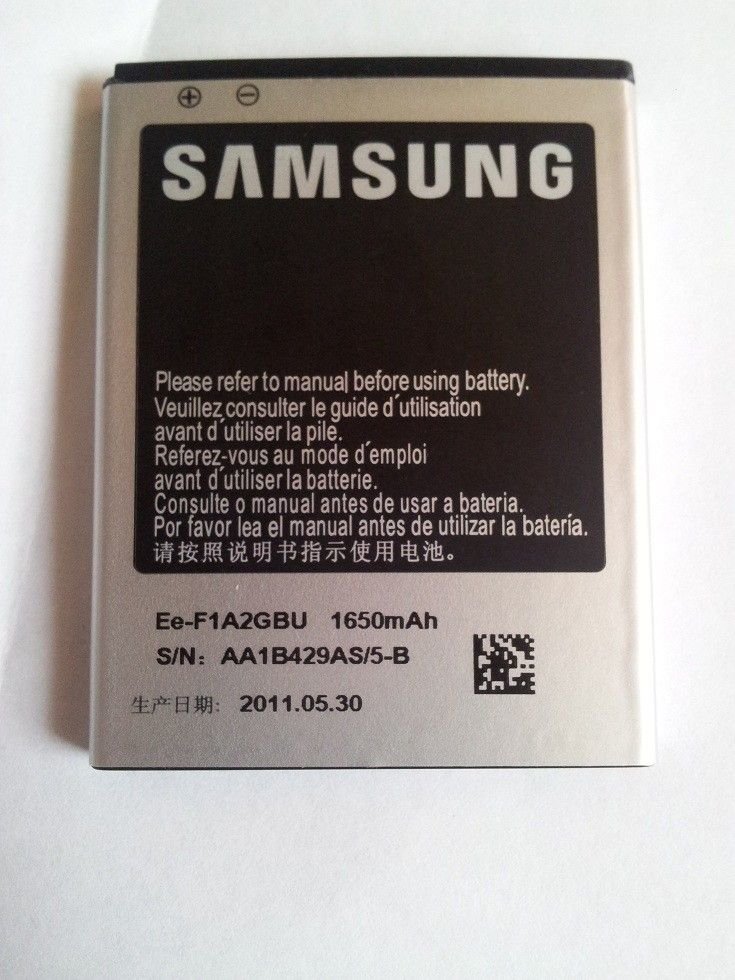 ⊕ ⊖
SAMSUNG
Please refer to manual before using battery.
Veuillez consulter le guide d´utilisation
avant d´utiliser la pile.
Referez-vous au mode d´emploi
avant d´utiliser la batterie.
Consulte o manual antes de usar a bateria.
Por favor lea el manual antes de utilizar la batería.
请按照说明书指示使用电池。
Ee-F1A2GBU 1650mAh
S/N: AA1B429AS/5-B
生产日期: 2011.05.30